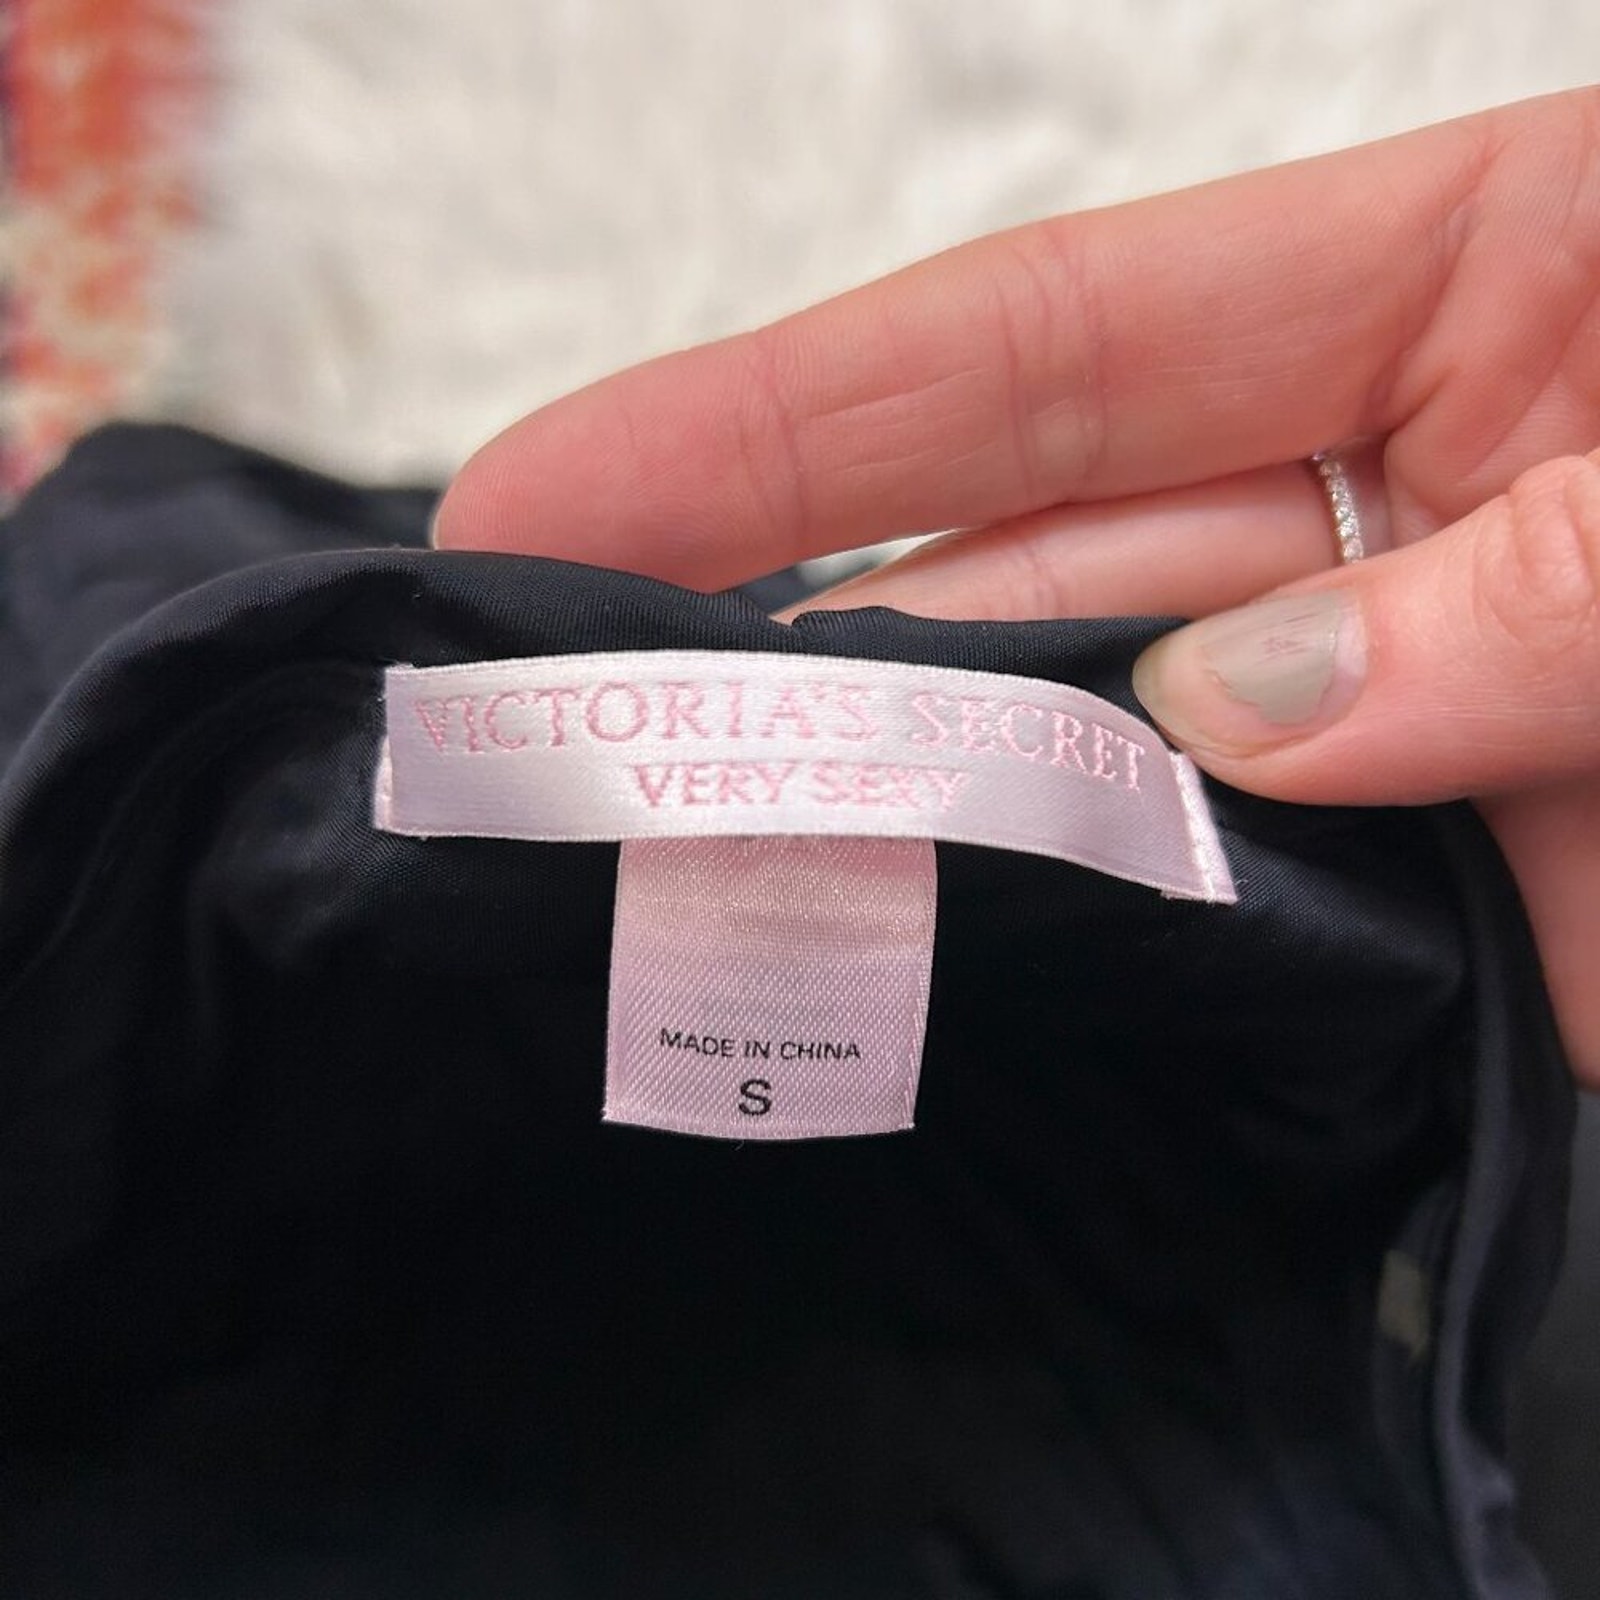 VICTORIA'S SECRET
VERY SEXY
MADE IN CHINA
S